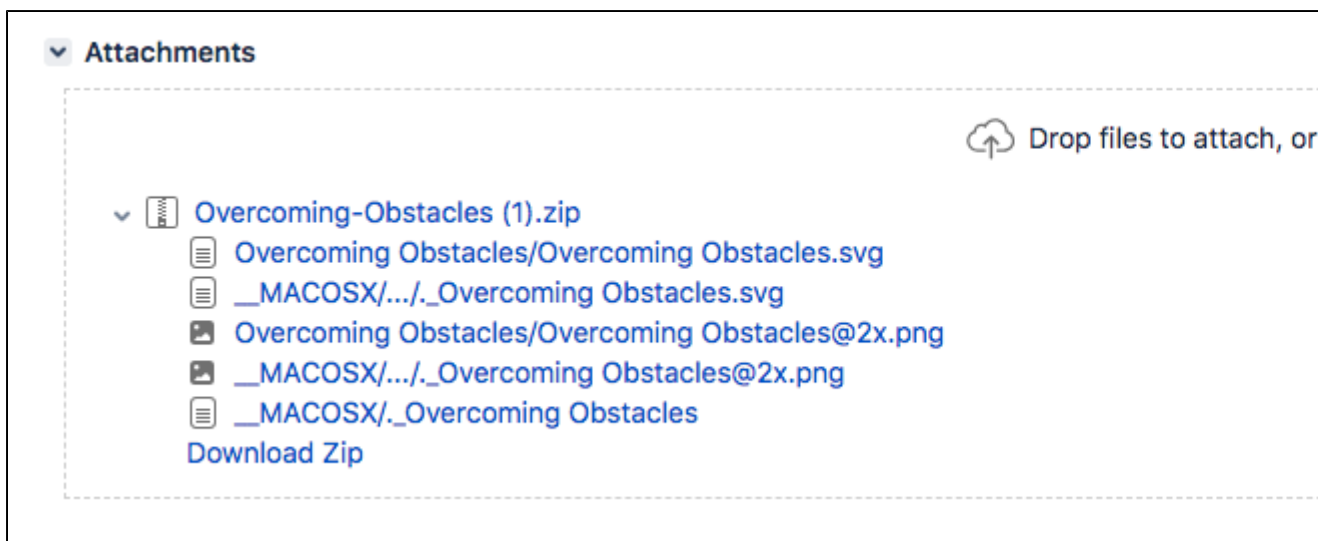 Attachments
Drop files to attach, or
Overcoming-Obstacles (1).zip
Overcoming Obstacles/Overcoming Obstacles.svg
__MACOSX/.../._Overcoming Obstacles.svg
Overcoming Obstacles/Overcoming Obstacles@2x.png
__MACOSX/.../._Overcoming Obstacles@2x.png
__MACOSX/._Overcoming Obstacles
Download Zip